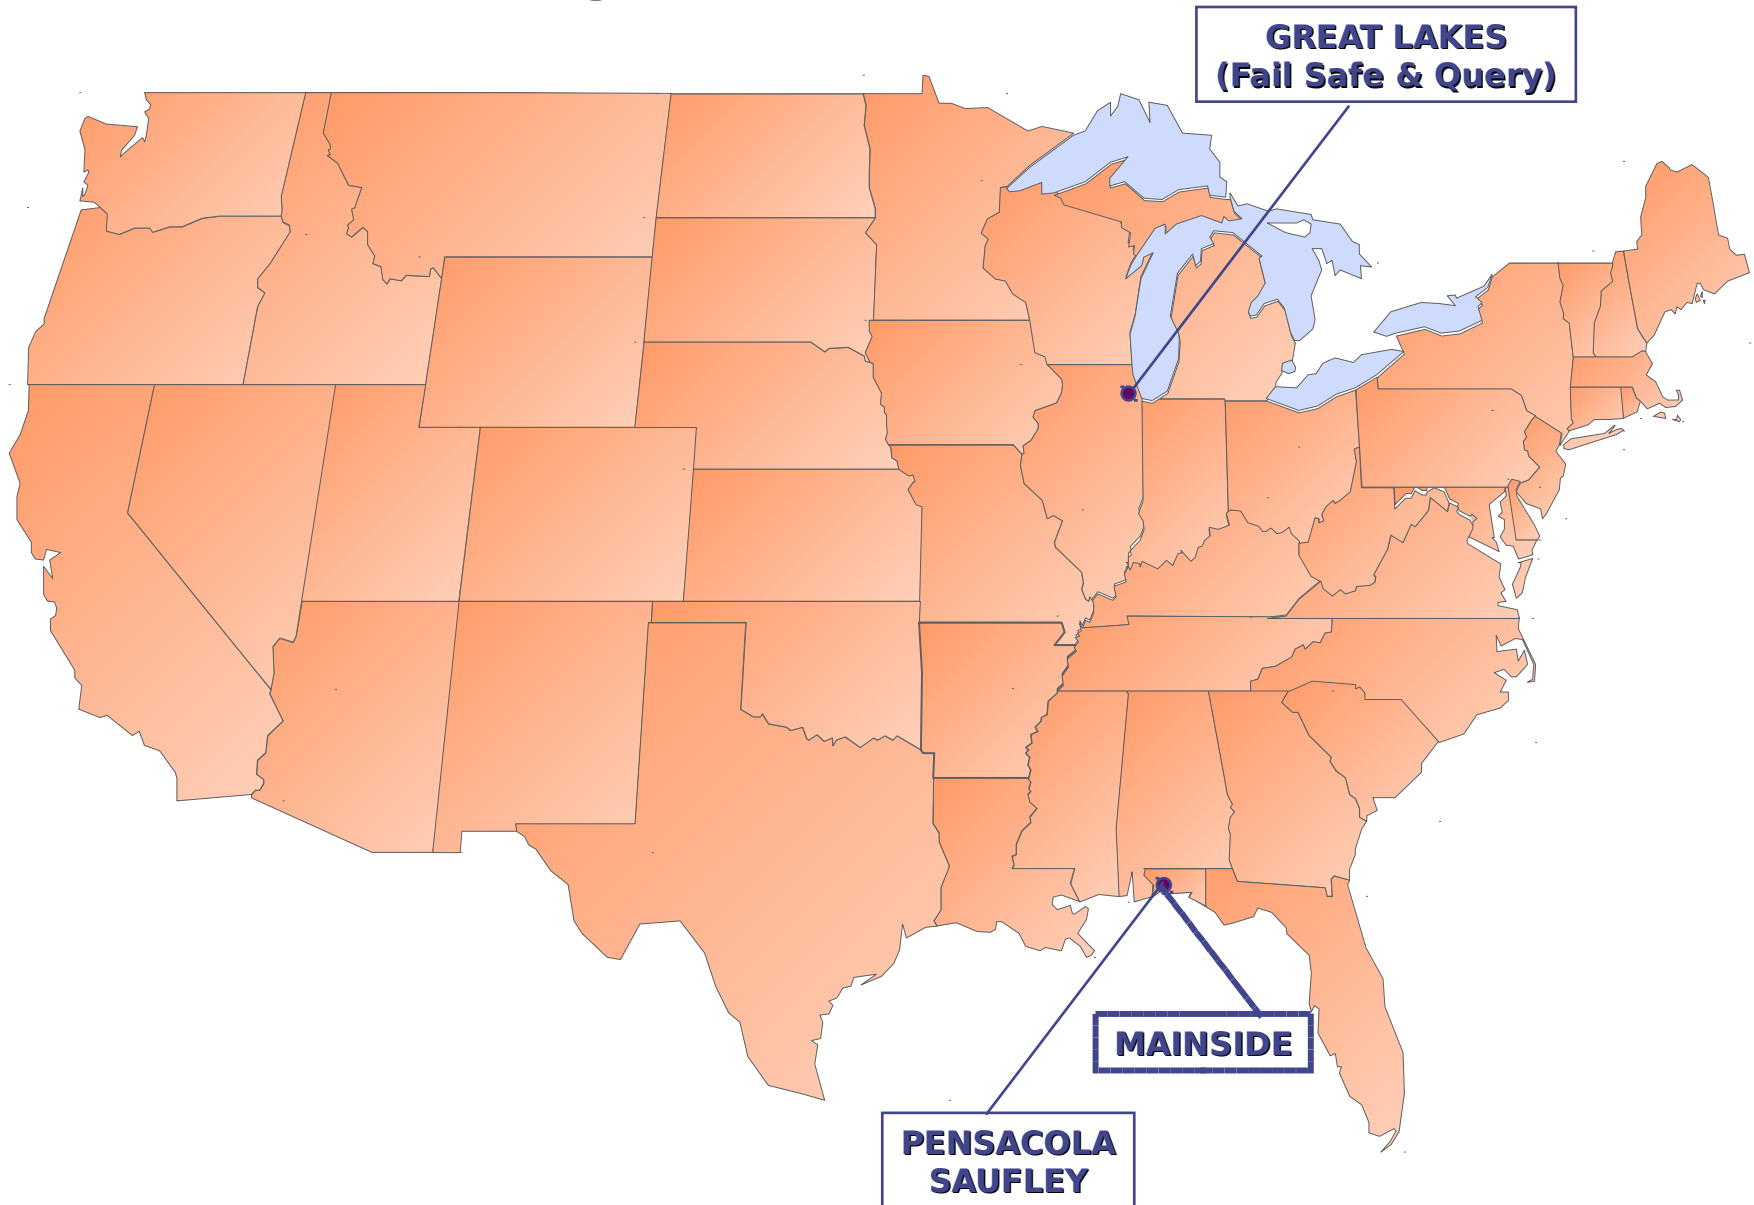 GREAT LAKES
(Fail Safe & Query)
MAINSIDE
PENSACOLA
SAUFLEY